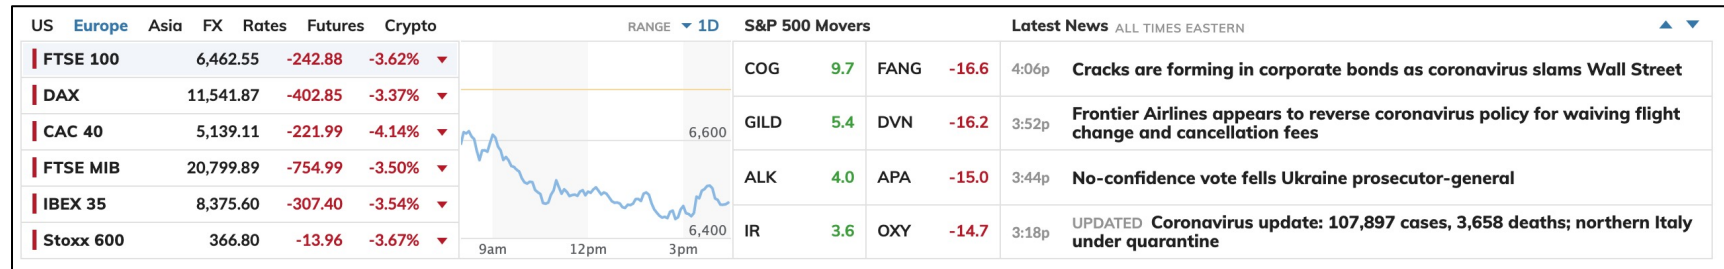 US Europe Asia FX Rates Futures Crypto RANGE 1D
FTSE 100 6,462.55 -242.88 -3.62%
DAX 11,541.87 -402.85 -3.37%
CAC 40 5,139.11 -221.99 -4.14%
FTSE MIB 20,799.89 -754.99 -3.50%
IBEX 35 8,375.60 -307.40 -3.54%
Stoxx 600 366.80 -13.96 -3.67%
6,600
6,400
9am 12pm 3pm
S&P 500 Movers
COG 9.7 FANG -16.6
GILD 5.4 DVN -16.2
ALK 4.0 APA -15.0
IR 3.6 OXY -14.7
Latest News ALL TIMES EASTERN
4:06p Cracks are forming in corporate bonds as coronavirus slams Wall Street
3:52p Frontier Airlines appears to reverse coronavirus policy for waiving flight
change and cancellation fees
3:44p No-confidence vote fells Ukraine prosecutor-general
3:18p UPDATED Coronavirus update: 107,897 cases, 3,658 deaths; northern Italy
under quarantine